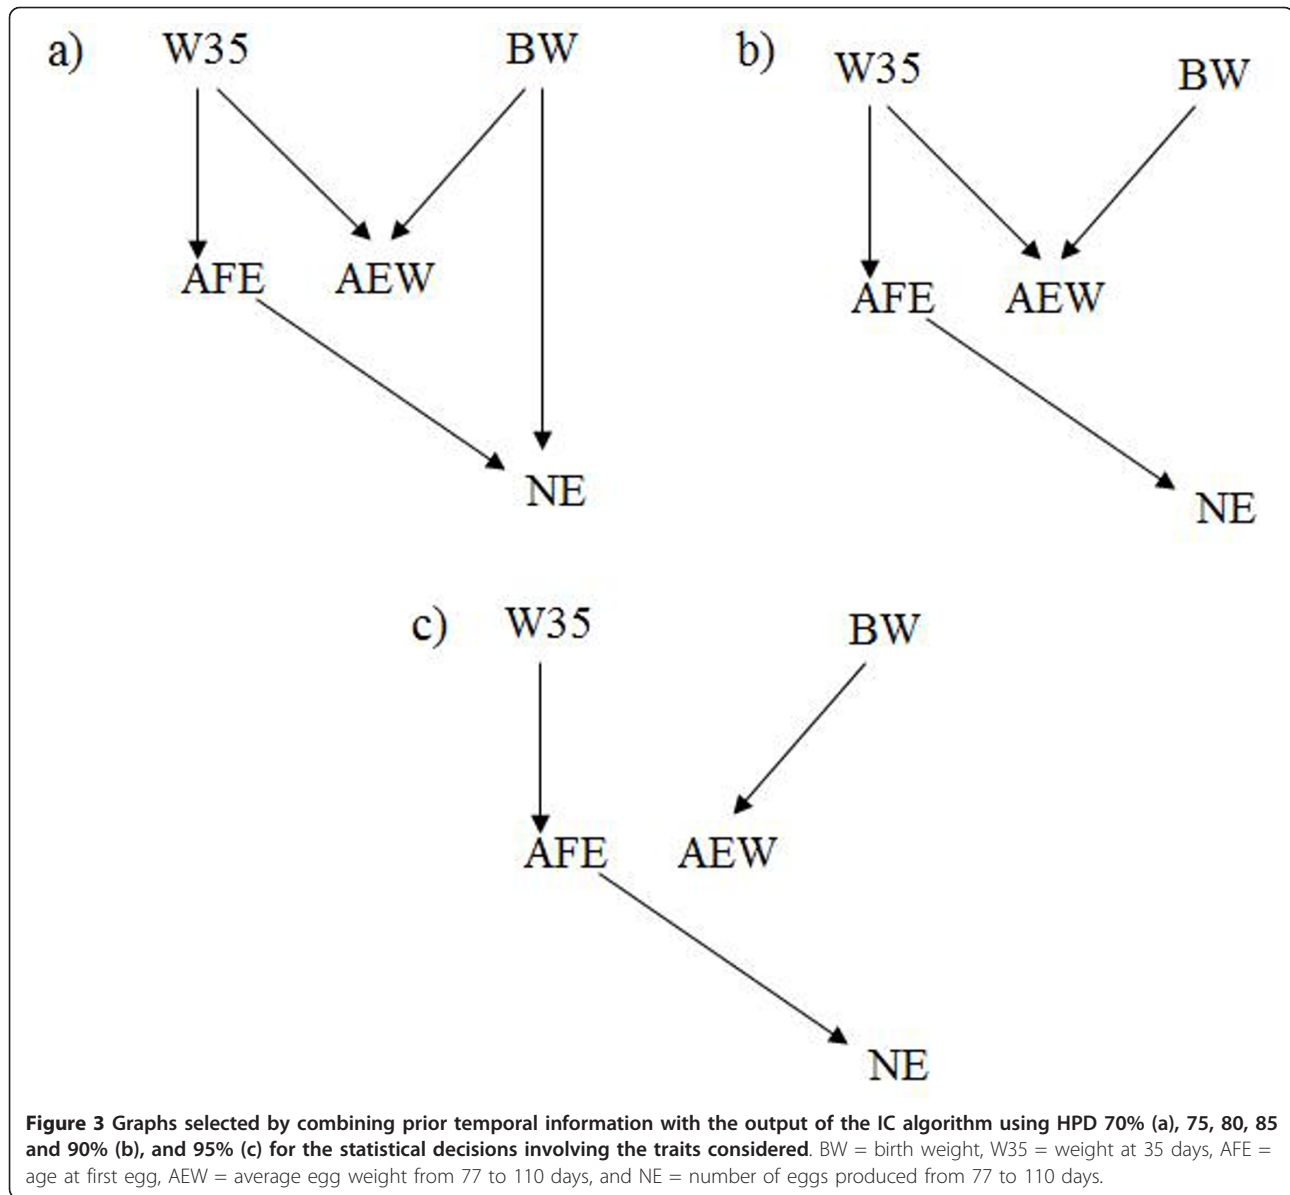 a)
W35
BW
AFE
AEW
NE
b)
W35
BW
AFE
AEW
NE
c)
W35
BW
AFE
AEW
NE
Figure 3 Graphs selected by combining prior temporal information with the output of the IC algorithm using HPD 70% (a), 75, 80, 85
and 90% (b), and 95% (c) for the statistical decisions involving the traits considered. BW = birth weight, W35 = weight at 35 days, AFE =
age at first egg, AEW = average egg weight from 77 to 110 days, and NE = number of eggs produced from 77 to 110 days.